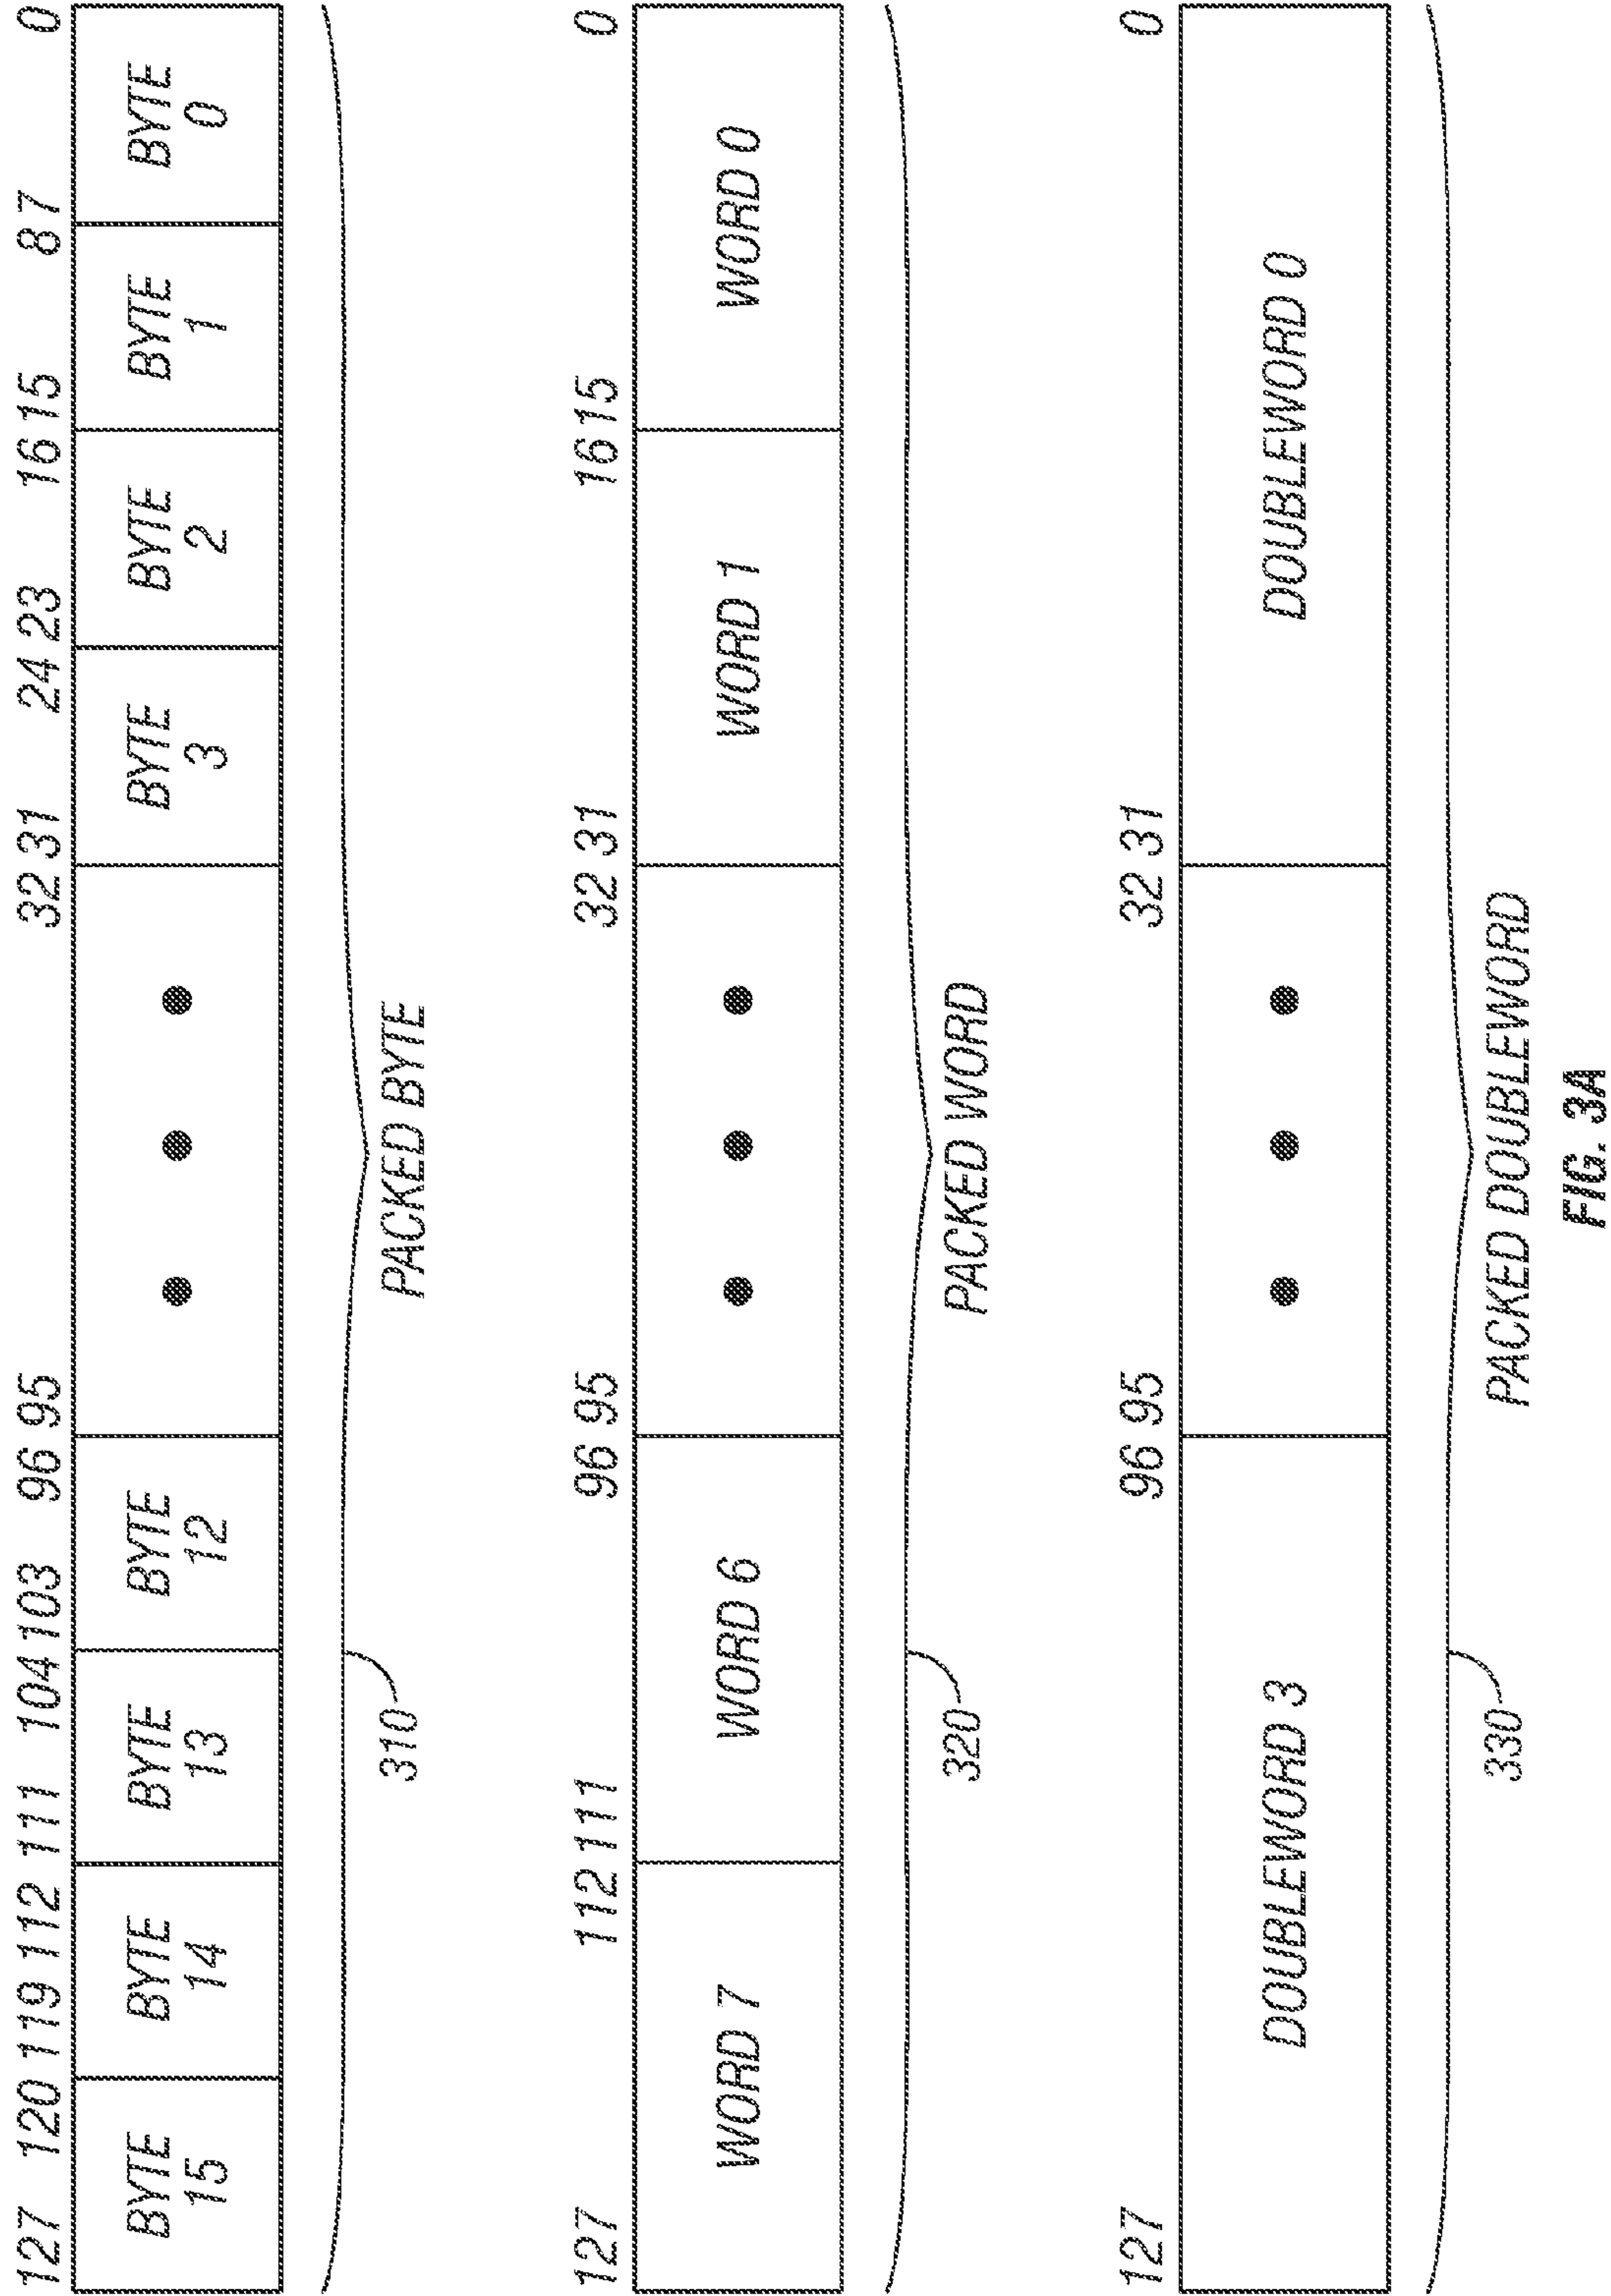 127 120 119 112 111 104 103 96 95 32 31 24 23 16 15 8 7 0
BYTE 15
BYTE 14
BYTE 13
BYTE 12
BYTE 3
BYTE 2
BYTE 1
BYTE 0
310
PACKED BYTE
127 112 111 96 95 32 31 16 15 0
WORD 7
WORD 6
WORD 1
WORD 0
320
PACKED WORD
127 96 95 32 31 0
DOUBLEWORD 3
DOUBLEWORD 0
330
PACKED DOUBLEWORD
FIG. 3A